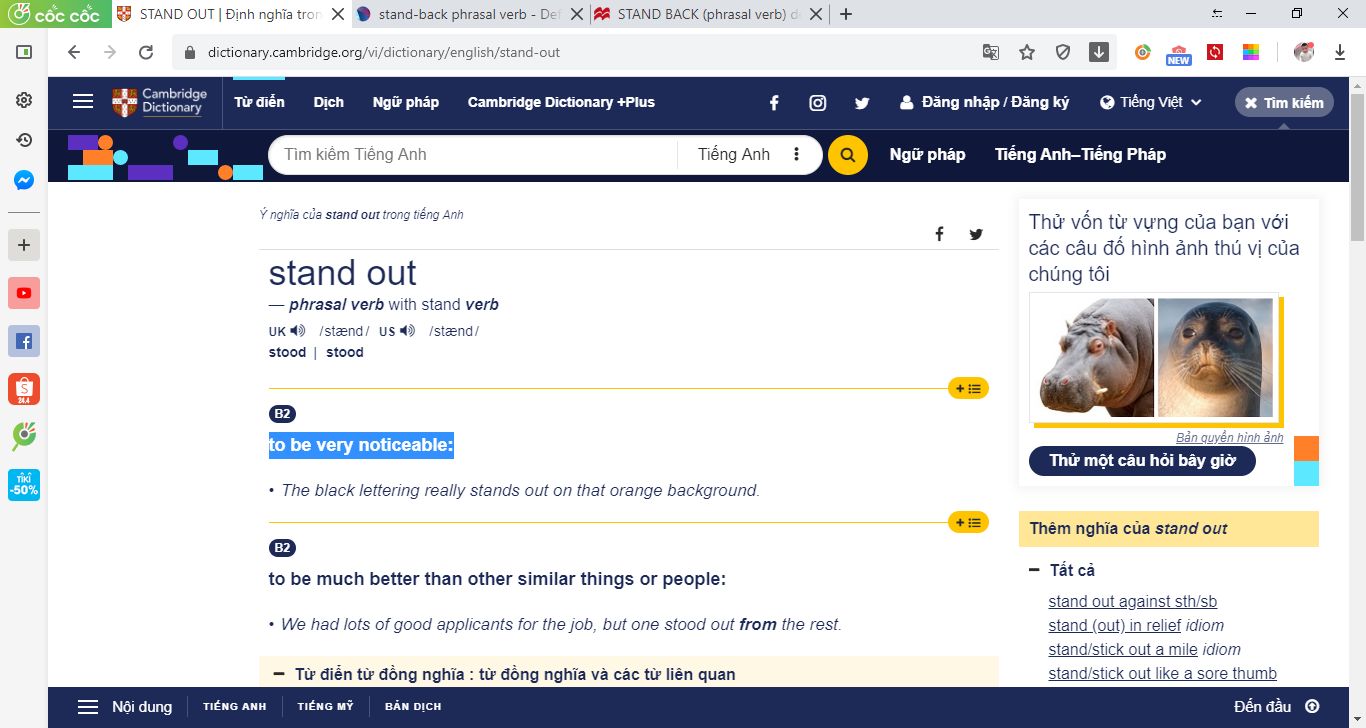 cốc cốc
STAND OUT | Định nghĩa tron
stand-back phrasal verb - Def
STAND BACK (phrasal verb) de
dictionary.cambridge.org/vi/dictionary/english/stand-out
NEW
Cambridge
Dictionary
Từ điển
Dịch
Ngữ pháp
Cambridge Dictionary +Plus
Đăng nhập / Đăng ký
Tiếng Việt
Tìm kiếm
Tìm kiếm Tiếng Anh
Tiếng Anh
Ngữ pháp
Tiếng Anh–Tiếng Pháp
24.4
TIKI
-50%
Ý nghĩa của stand out trong tiếng Anh
stand out
— phrasal verb with stand verb
UK /stænd/ US /stænd/
stood | stood
B2
to be very noticeable:
• The black lettering really stands out on that orange background.
B2
to be much better than other similar things or people:
• We had lots of good applicants for the job, but one stood out from the rest.
Từ điển từ đồng nghĩa : từ đồng nghĩa và các từ liên quan
Thử vốn từ vựng của bạn với
các câu đố hình ảnh thú vị của
chúng tôi
Bản quyền hình ảnh
Thử một câu hỏi bây giờ
Thêm nghĩa của stand out
Tất cả
stand out against sth/sb
stand (out) in relief idiom
stand/stick out a mile idiom
stand/stick out like a sore thumb
Nội dung
TIẾNG ANH
TIẾNG MỸ
BẢN DỊCH
Đến đầu